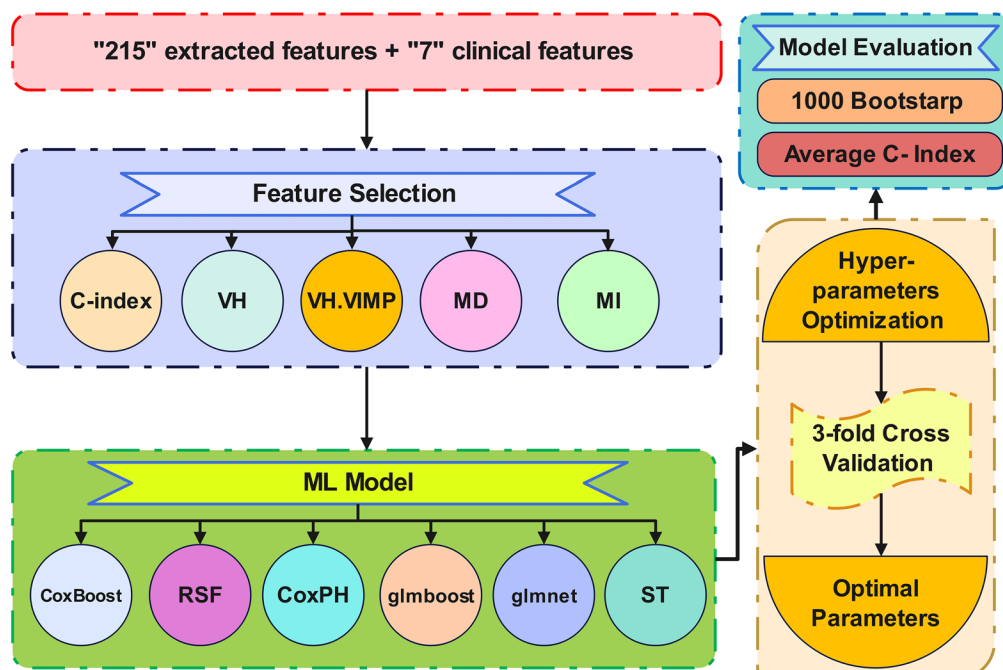 "215" extracted features + "7" clinical features
Feature Selection
C-index
VH
VH.VIMP
MD
MI
ML Model
CoxBoost
RSF
CoxPH
glmboost
glmnet
ST
Model Evaluation
1000 Bootstarp
Average C- Index
Hyper-
parameters
Optimization
3-fold Cross
Validation
Optimal
Parameters